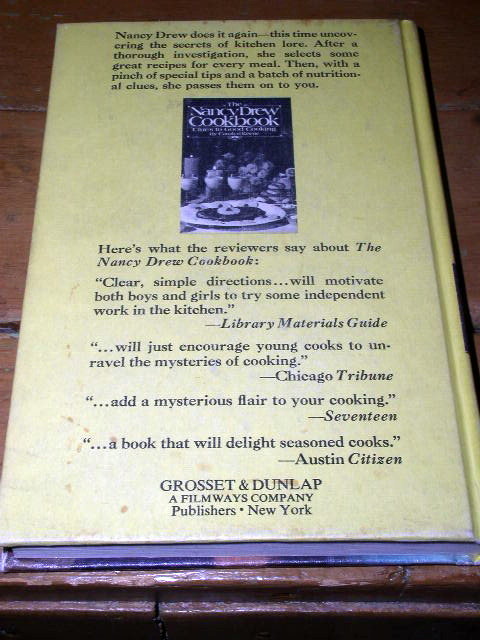 Nancy Drew does it again—this time uncov-
ering the secrets of kitchen lore. After a
thorough investigation, she selects some
great recipes for every meal. Then, with a
pinch of special tips and a batch of nutrition-
al clues, she passes them on to you.
The
Nancy Drew
Cookbook
Clues to Good Cooking
By Carolyn Keene
Here's what the reviewers say about The
Nancy Drew Cookbook:
"Clear, simple directions...will motivate
both boys and girls to try some independent
work in the kitchen."
—Library Materials Guide
"...will just encourage young cooks to un-
ravel the mysteries of cooking."
—Chicago Tribune
"...add a mysterious flair to your cooking."
—Seventeen
"...a book that will delight seasoned cooks."
—Austin Citizen
GROSSET & DUNLAP
A FILMWAYS COMPANY
Publishers • New York